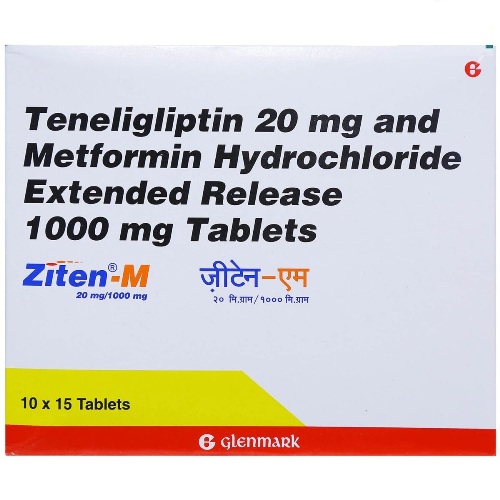 Teneligliptin 20 mg and
Metformin Hydrochloride
Extended Release
1000 mg Tablets
Ziten®-M
20 mg/1000 mg
ज़ीटेन-एम
२० मि.ग्राम/१००० मि.ग्राम
10 x 15 Tablets
glenmark